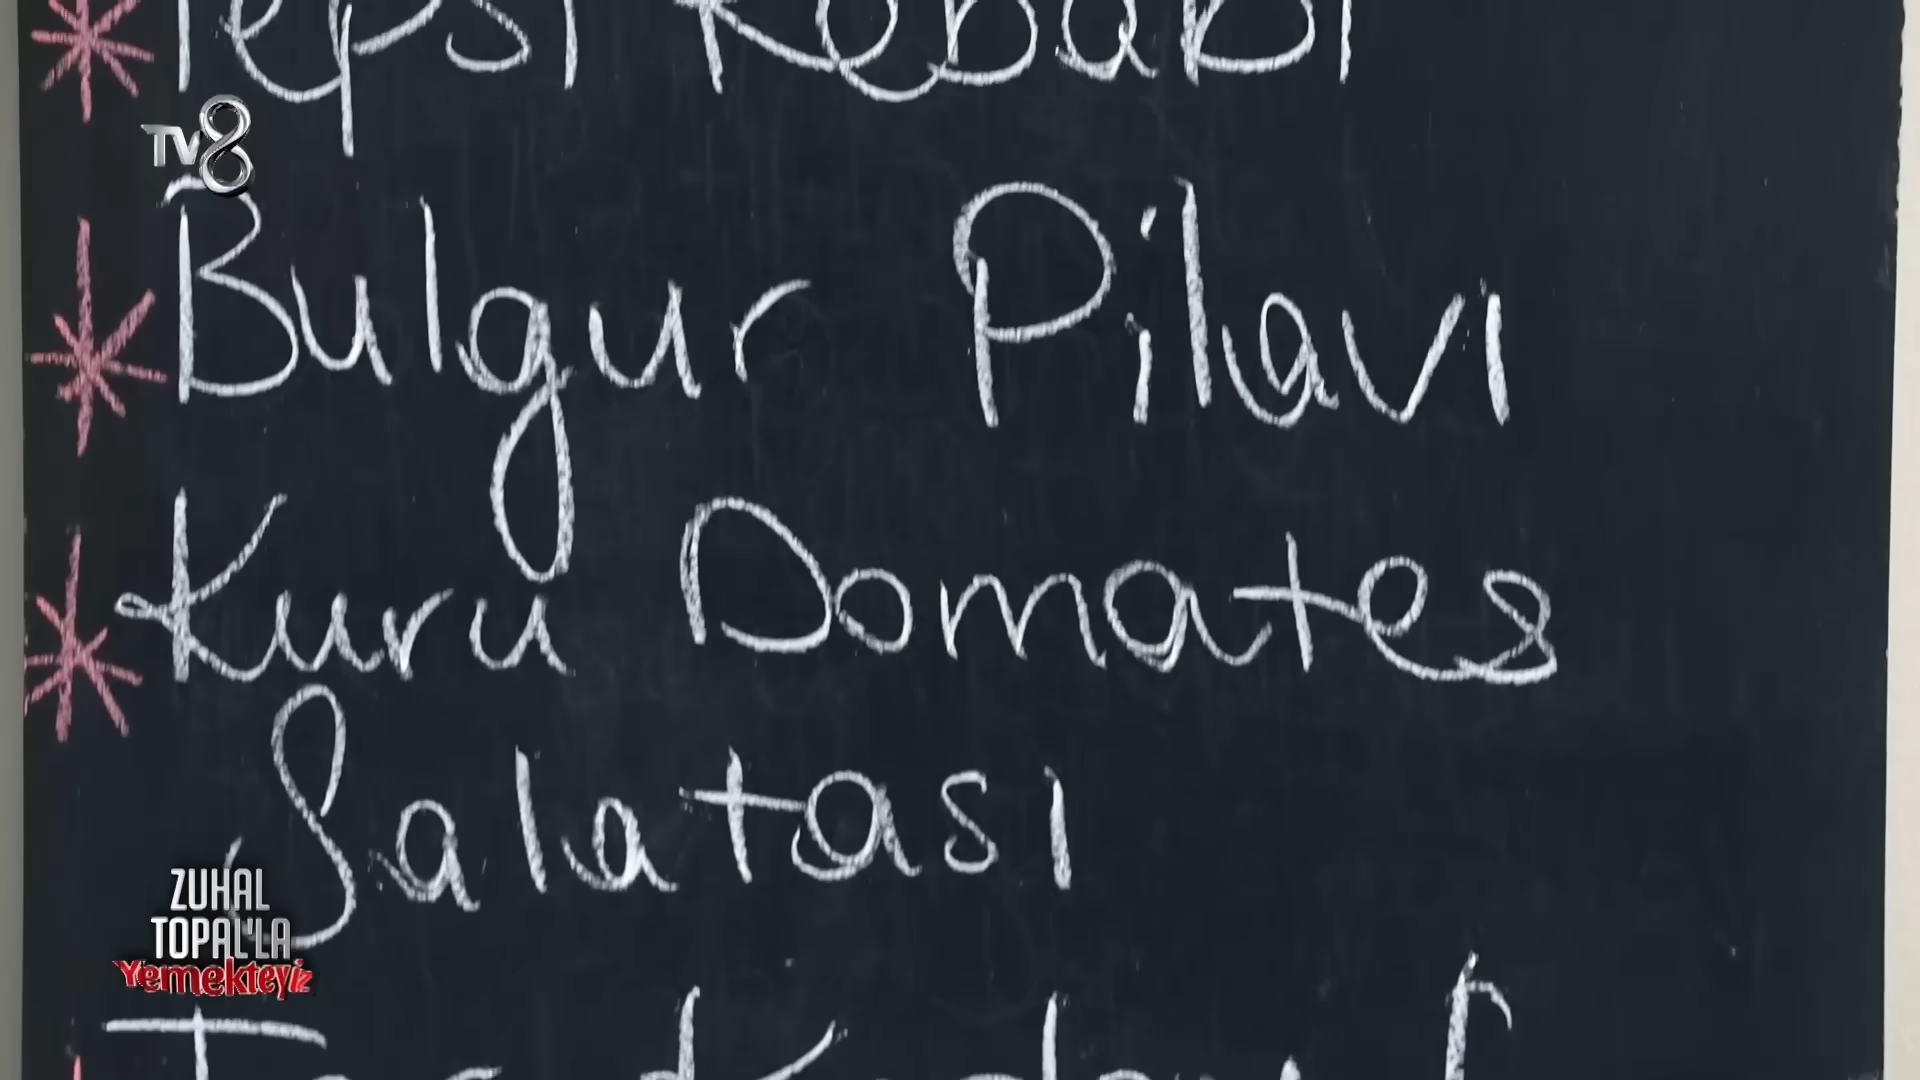 Tepsi Kebabı
TV8
Bulgur Pilavı
Kuru Domates
Salatası
ZUHAL
TOPAL'LA
Yemekteyiz